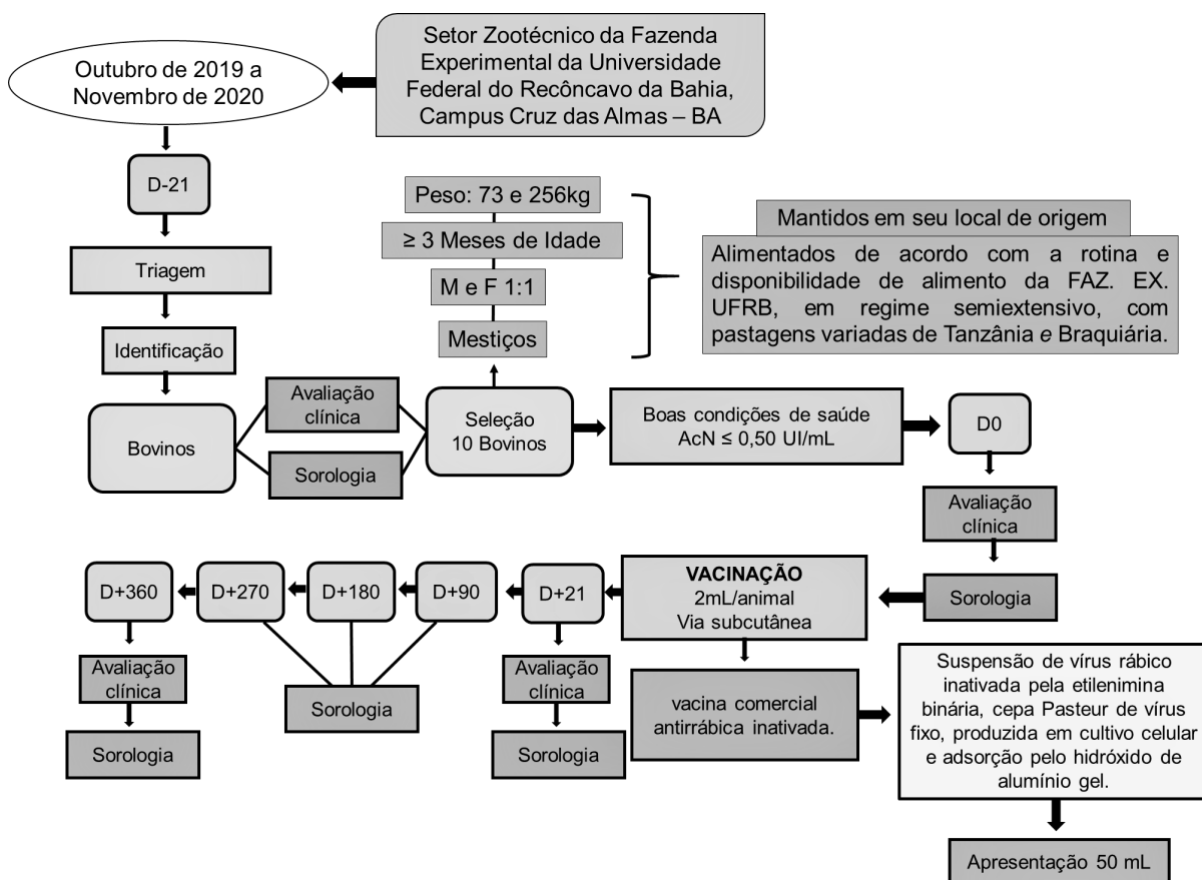 Outubro de 2019 a
Novembro de 2020
Setor Zootécnico da Fazenda
Experimental da Universidade
Federal do Recôncavo da Bahia,
Campus Cruz das Almas – BA
D-21
Triagem
Identificação
Bovinos
Avaliação
clínica
Sorologia
Peso: 73 e 256kg
≥ 3 Meses de Idade
M e F 1:1
Mestiços
Seleção
10 Bovinos
Mantidos em seu local de origem
Alimentados de acordo com a rotina e
disponibilidade de alimento da FAZ. EX.
UFRB, em regime semiextensivo, com
pastagens variadas de Tanzânia e Braquiária.
Boas condições de saúde
AcN ≤ 0,50 UI/mL
D0
Avaliação
clínica
Sorologia
VACINAÇÃO
2mL/animal
Via subcutânea
vacina comercial
antirrábica inativada.
Suspensão de vírus rábico
inativada pela etilenimina
binária, cepa Pasteur de vírus
fixo, produzida em cultivo celular
e adsorção pelo hidróxido de
alumínio gel.
Apresentação 50 mL
D+21
Avaliação
clínica
Sorologia
D+90
D+180
D+270
Sorologia
D+360
Avaliação
clínica
Sorologia